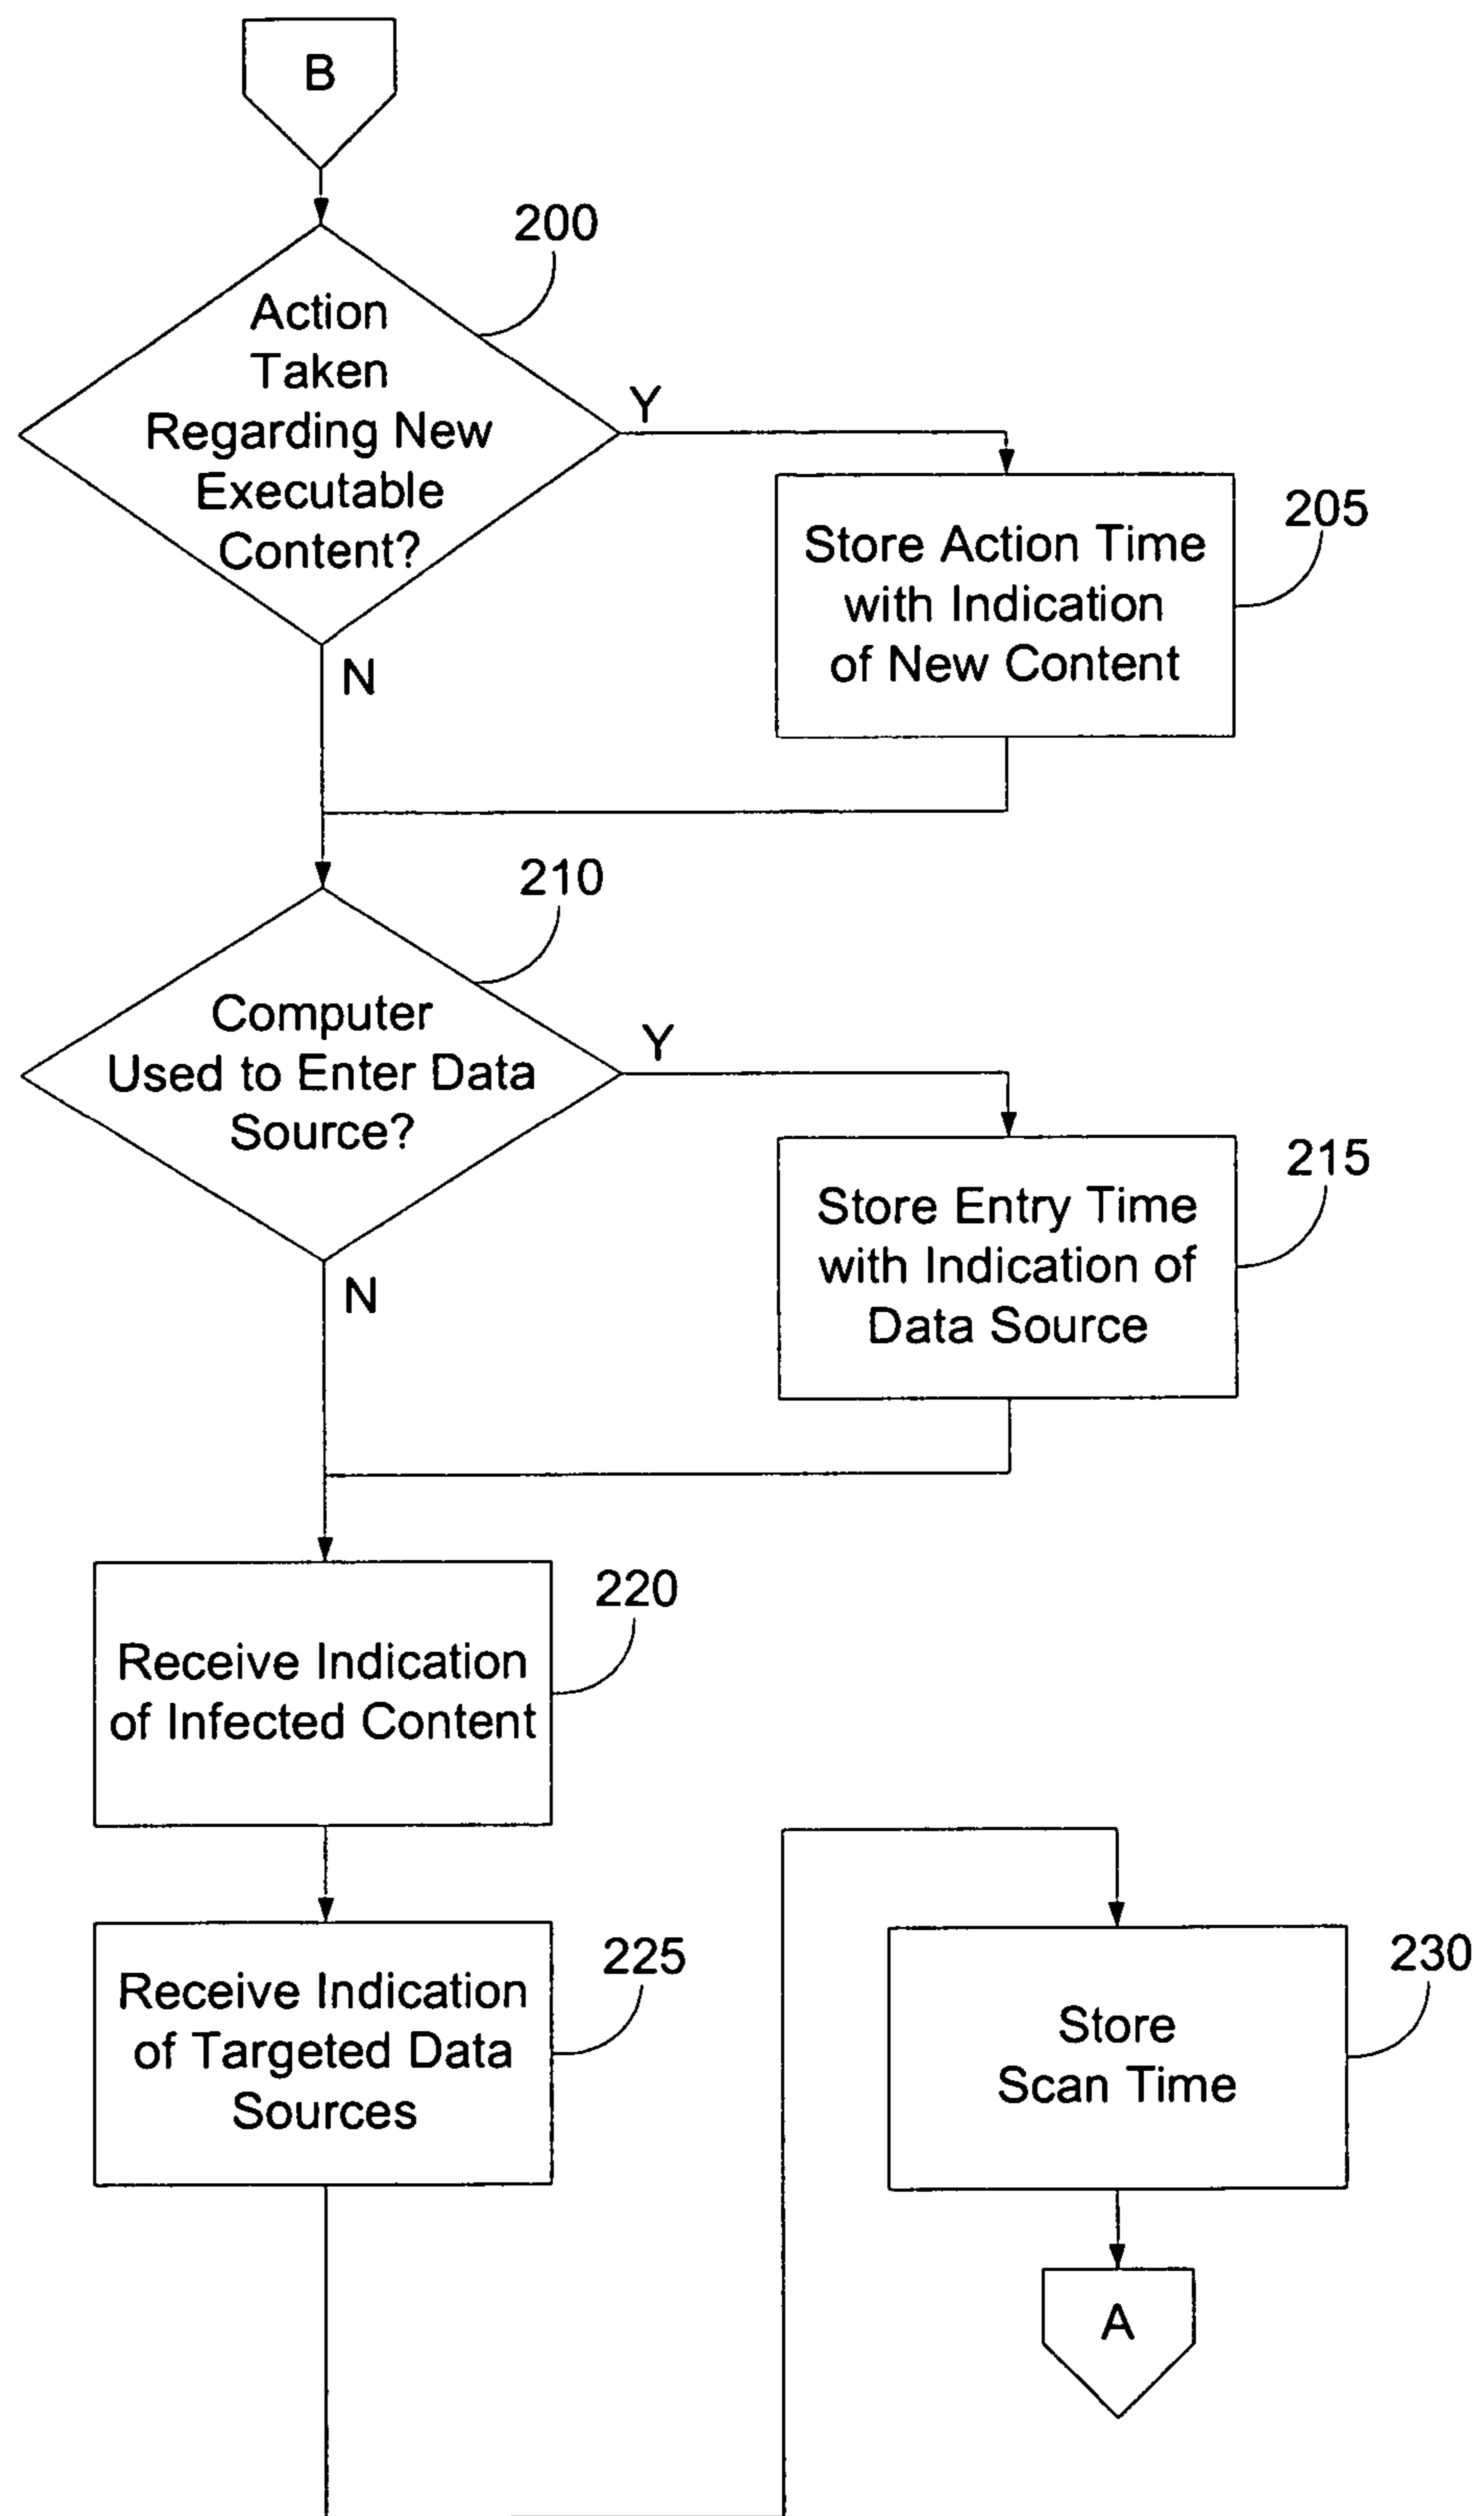 B
200
Action
Taken
Regarding New
Executable
Content?
Y
N
205
Store Action Time
with Indication
of New Content
210
Computer
Used to Enter Data
Source?
Y
N
215
Store Entry Time
with Indication of
Data Source
220
Receive Indication
of Infected Content
225
Receive Indication
of Targeted Data
Sources
230
Store
Scan Time
A